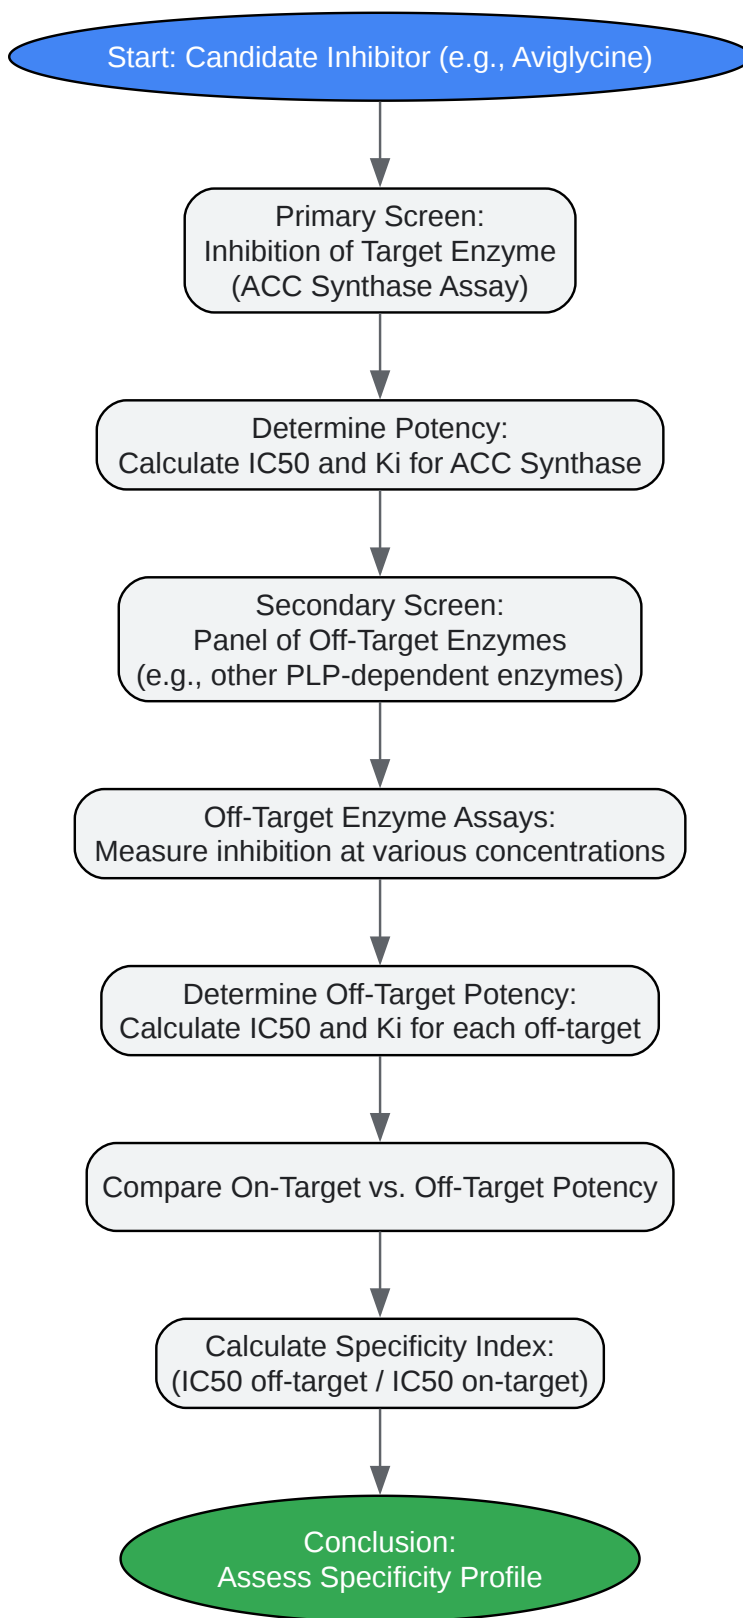 Start: Candidate Inhibitor (e.g., Aviglycine)
Primary Screen:
Inhibition of Target Enzyme
(ACC Synthase Assay)
Determine Potency:
Calculate IC50 and Ki for ACC Synthase
Secondary Screen:
Panel of Off-Target Enzymes
(e.g., other PLP-dependent enzymes)
Off-Target Enzyme Assays:
Measure inhibition at various concentrations
Determine Off-Target Potency:
Calculate IC50 and Ki for each off-target
Compare On-Target vs. Off-Target Potency
Calculate Specificity Index:
(IC50 off-target / IC50 on-target)
Conclusion:
Assess Specificity Profile